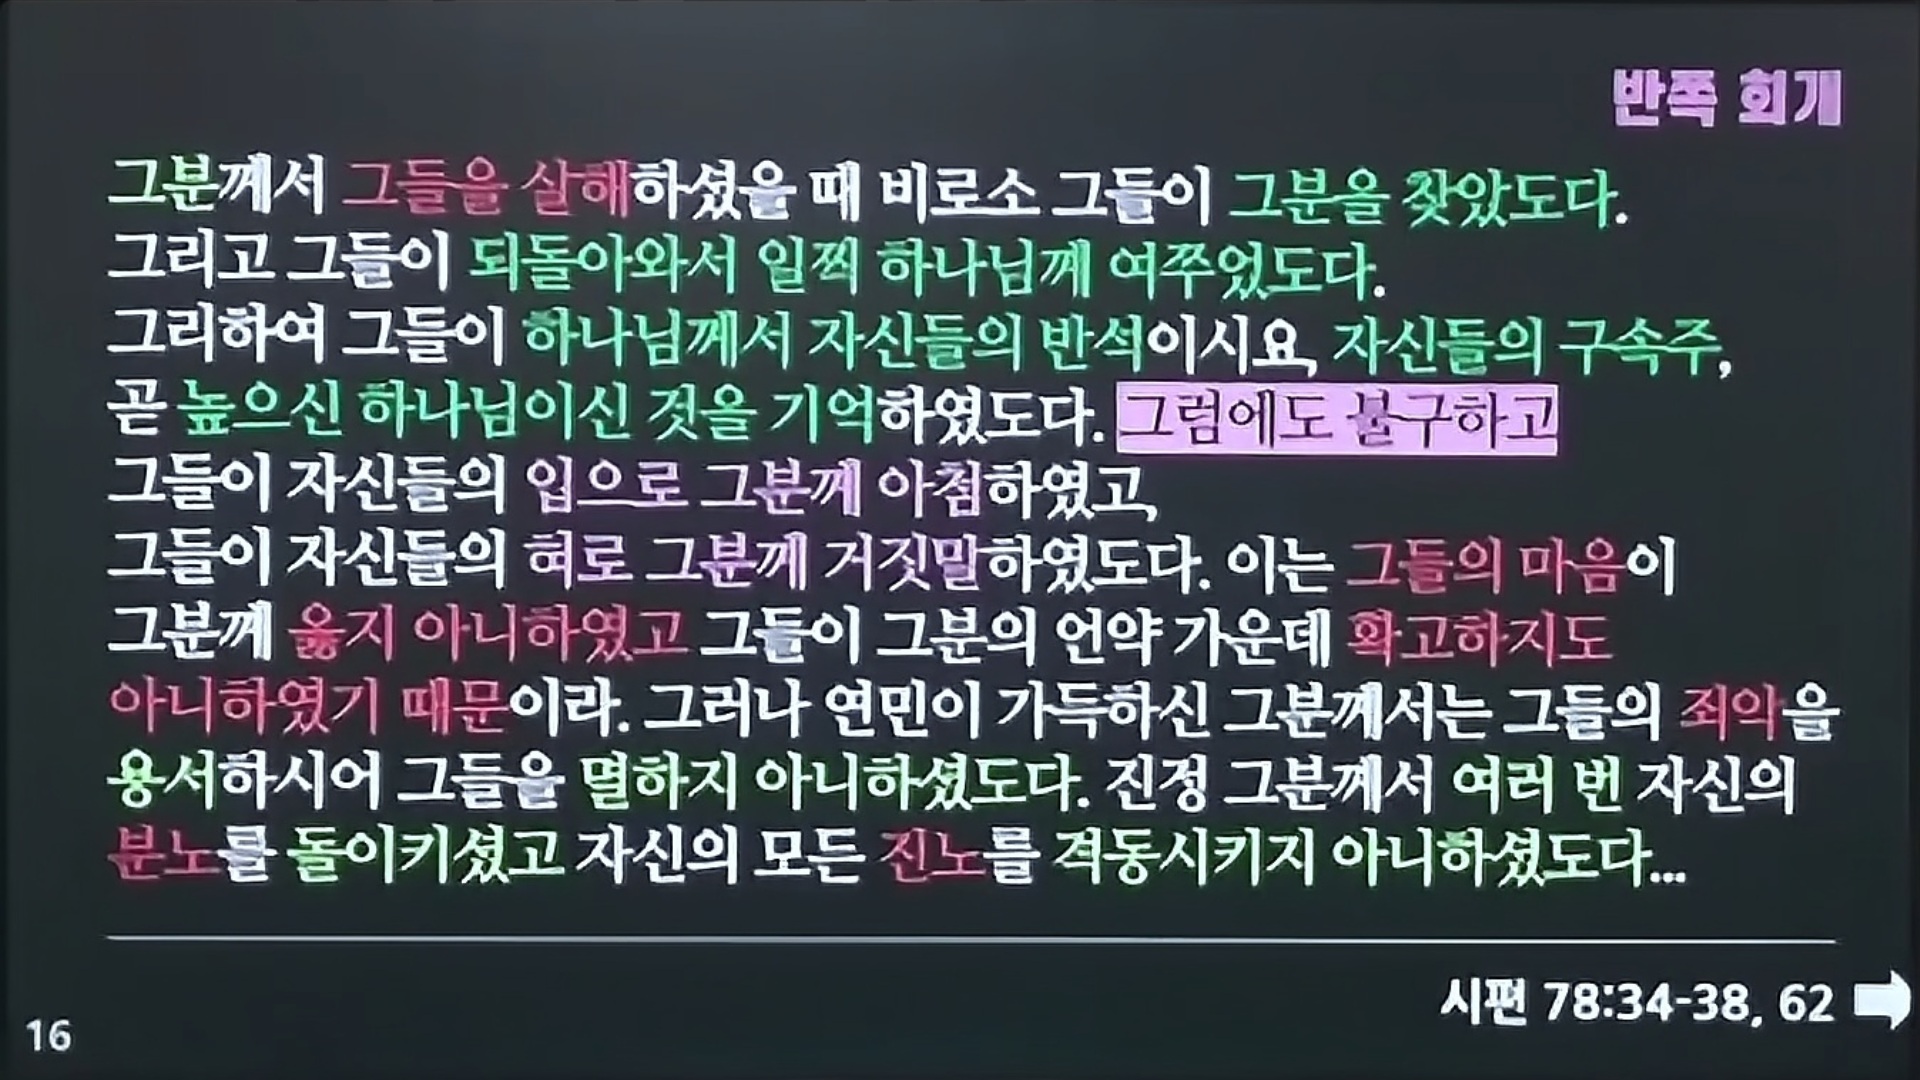 반쪽 회개
그분께서 그들을 살해하셨을 때 비로소 그들이 그분을 찾았도다.
그리고 그들이 되돌아와서 일찍 하나님께 여쭈었도다.
그리하여 그들이 하나님께서 자신들의 반석이시요, 자신들의 구속주,
곧 높으신 하나님이신 것을 기억하였도다. 그럼에도 불구하고
그들이 자신들의 입으로 그분께 아첨하였고,
그들이 자신들의 혀로 그분께 거짓말하였도다. 이는 그들의 마음이
그분께 옳지 아니하였고 그들이 그분의 언약 가운데 확고하지도
아니하였기 때문이라. 그러나 연민이 가득하신 그분께서는 그들의 죄악을
용서하시어 그들을 멸하지 아니하셨도다. 진정 그분께서 여러 번 자신의
분노를 돌이키셨고 자신의 모든 진노를 격동시키지 아니하셨도다...
시편 78:34-38, 62
16